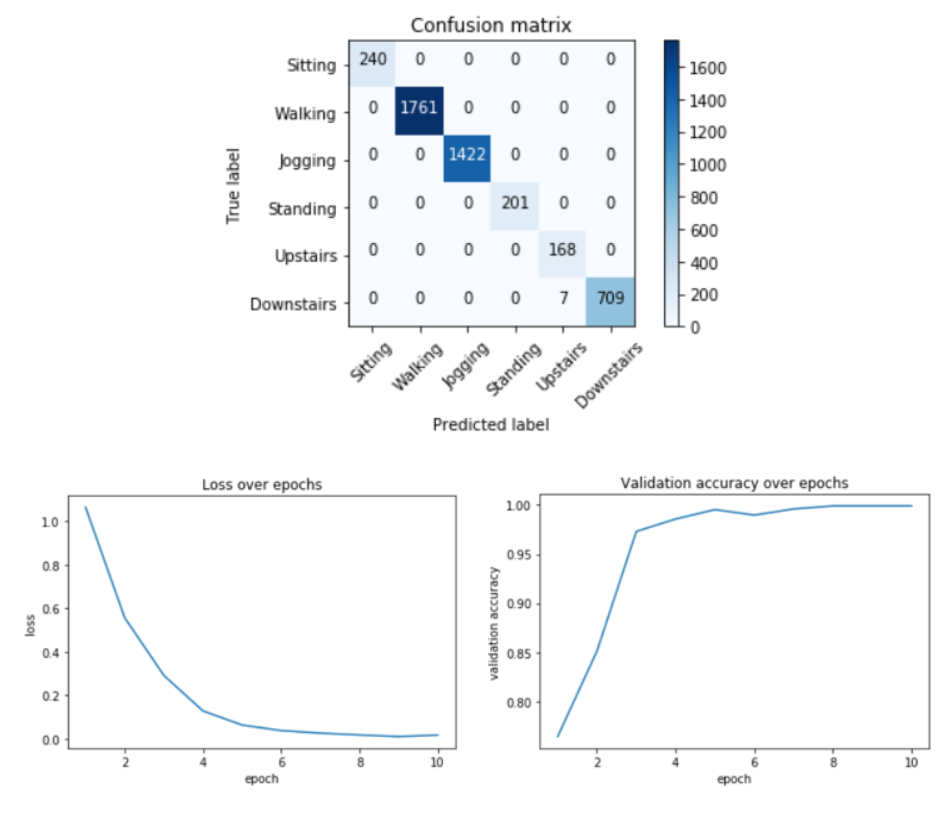 Confusion matrix
Sitting 240 0 0 0 0 0
Walking 0 1761 0 0 0 0
Jogging 0 0 1422 0 0 0
Standing 0 0 0 201 0 0
Upstairs 0 0 0 0 168 0
Downstairs 0 0 0 0 7 709
True label
Sitting Walking Jogging Standing Upstairs Downstairs
Predicted label
1600
1400
1200
1000
800
600
400
200
0
Loss over epochs
1.0
0.8
0.6
0.4
0.2
0.0
loss
2 4 6 8 10
epoch
Validation accuracy over epochs
1.00
0.95
0.90
0.85
0.80
validation accuracy
2 4 6 8 10
epoch